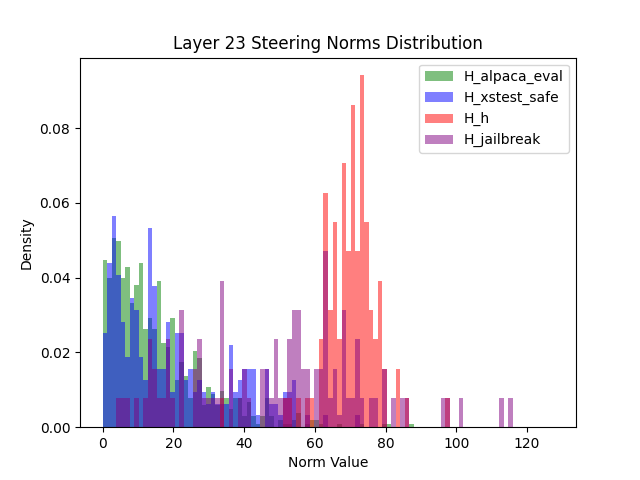 Layer 23 Steering Norms Distribution
H_alpaca_eval
H_xstest_safe
H_h
H_jailbreak
Density
0.08
0.06
0.04
0.02
0.00
0 20 40 60 80 100 120
Norm Value